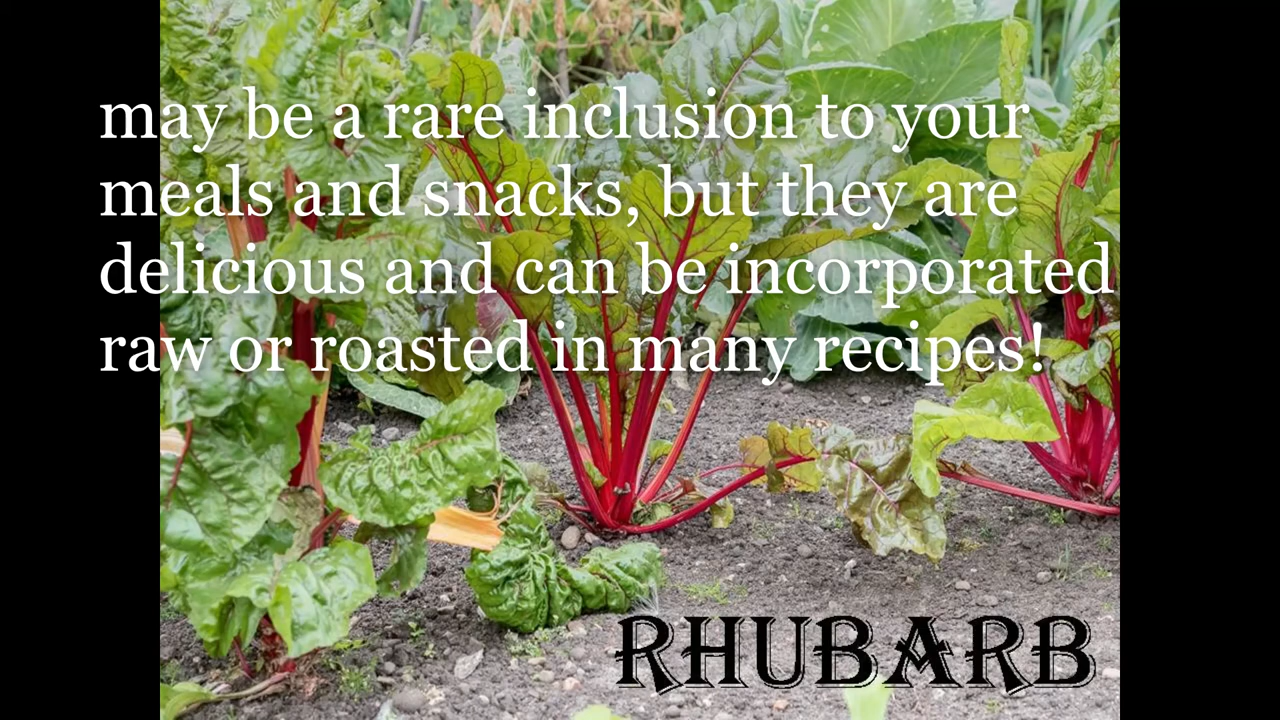 may be a rare inclusion to your
meals and snacks, but they are
delicious and can be incorporated
raw or roasted in many recipes!
RHUBARB